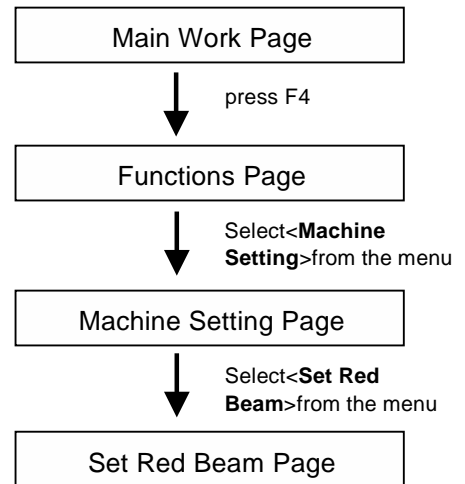 Main Work Page
press F4
Functions Page
Select<Machine
Setting>from the menu
Machine Setting Page
Select<Set Red
Beam>from the menu
Set Red Beam Page